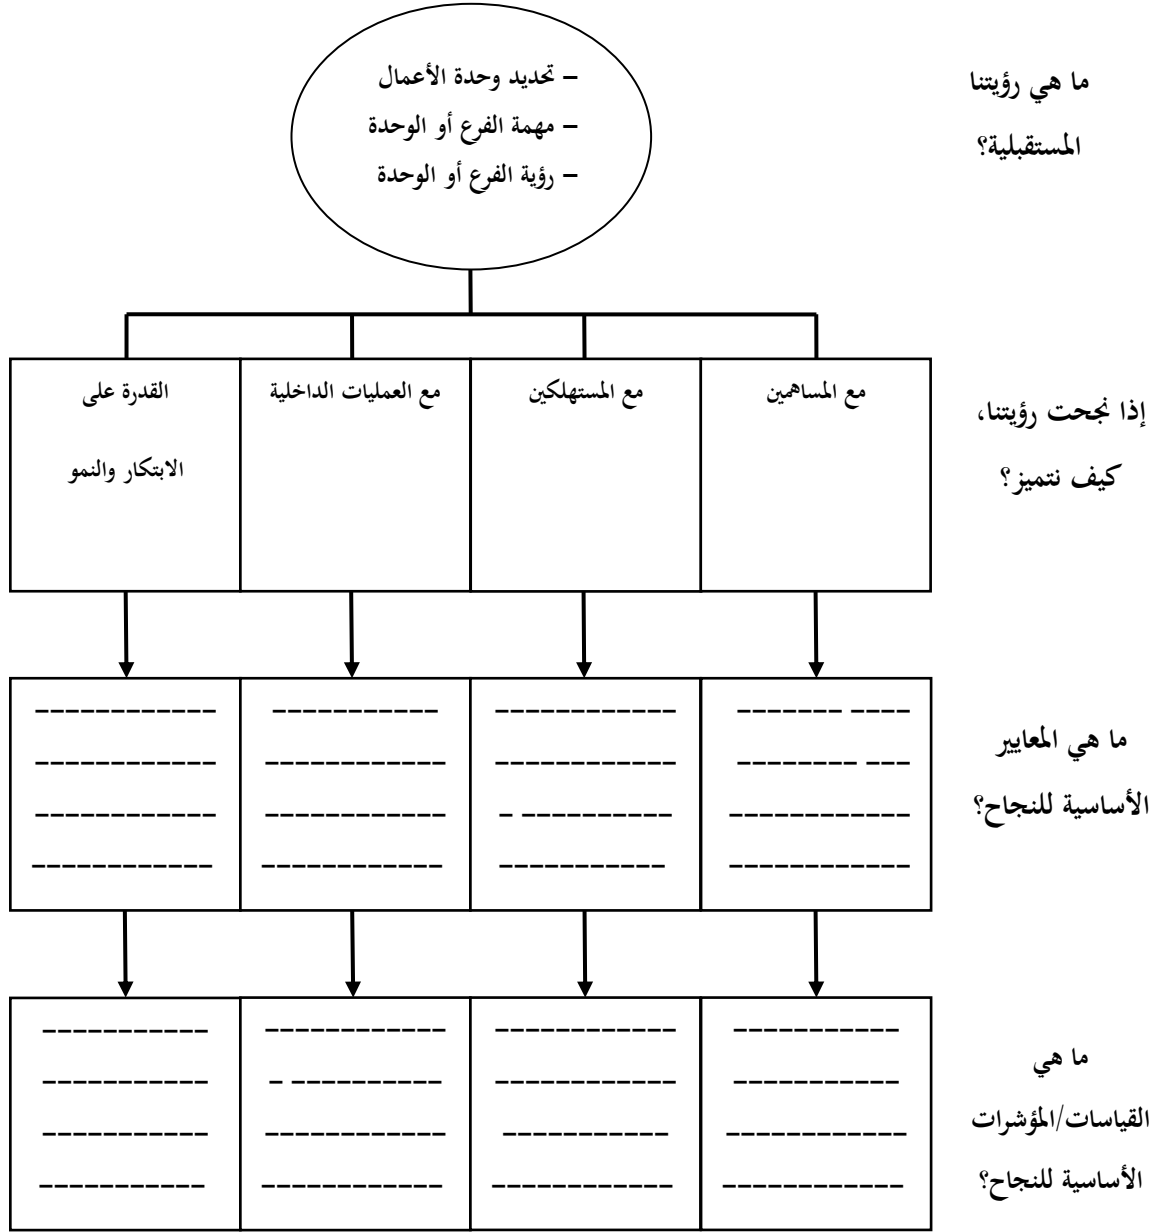 ما هي رؤيتنا
المستقبلية؟
– تحديد وحدة الأعمال
– مهمة الفرع أو الوحدة
– رؤية الفرع أو الوحدة
إذا نجحت رؤيتنا،
كيف نتميز؟
مع المساهمين
مع المستهلكين
مع العمليات الداخلية
القدرة على
الابتكار والنمو
ما هي المعايير
الأساسية للنجاح؟
ما هي
القياسات/المؤشرات
الأساسية للنجاح؟